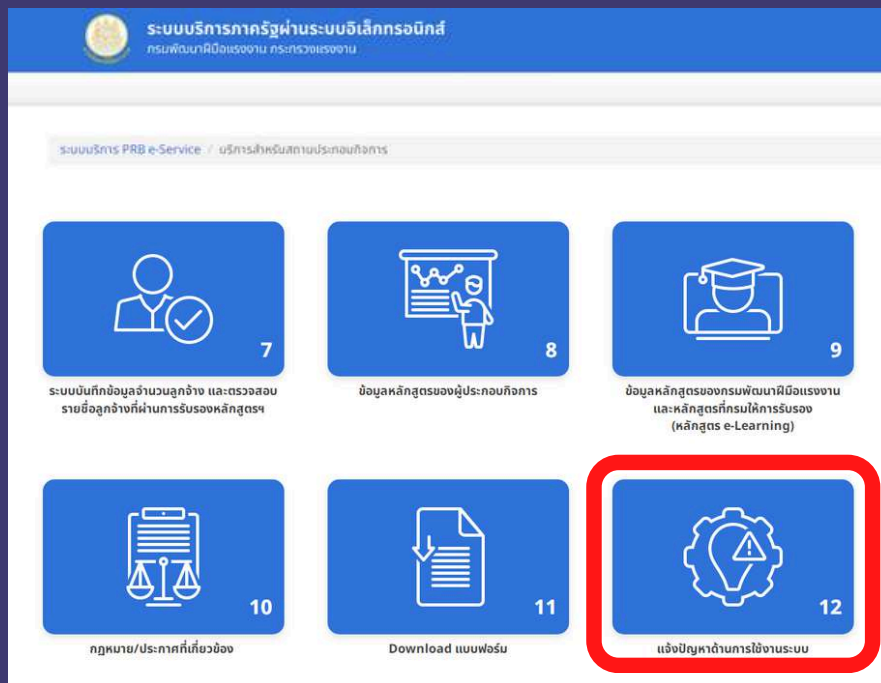 ระบบบริการภาครัฐผ่านระบบอิเล็กทรอนิกส์
กรมพัฒนาฝีมือแรงงาน กระทรวงแรงงาน
ระบบบริการ PRB e-Service / บริการสำหรับสถานประกอบกิจการ
7
8
9
ระบบบันทึกข้อมูลจำนวนลูกจ้าง และตรวจสอบ
รายชื่อลูกจ้างที่ผ่านการรับรองหลักสูตรฯ
ข้อมูลหลักสูตรของผู้ประกอบกิจการ
ข้อมูลหลักสูตรของกรมพัฒนาฝีมือแรงงาน
และหลักสูตรที่กรมให้การรับรอง
(หลักสูตร e-Learning)
10
11
12
กฎหมาย/ประกาศที่เกี่ยวข้อง
Download แบบฟอร์ม
แจ้งปัญหาด้านการใช้งานระบบ